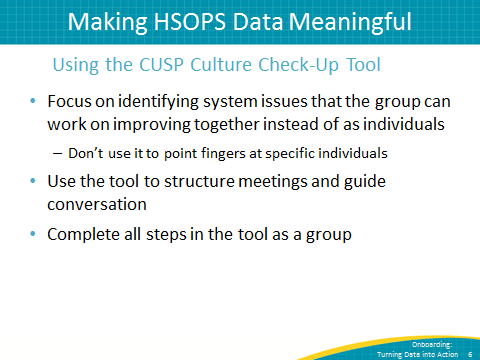 Making HSOPS Data Meaningful
Using the CUSP Culture Check-Up Tool
• Focus on identifying system issues that the group can
work on improving together instead of as individuals
– Don’t use it to point fingers at specific individuals
• Use the tool to structure meetings and guide
conversation
• Complete all steps in the tool as a group
Onboarding:
Turning Data into Action 6